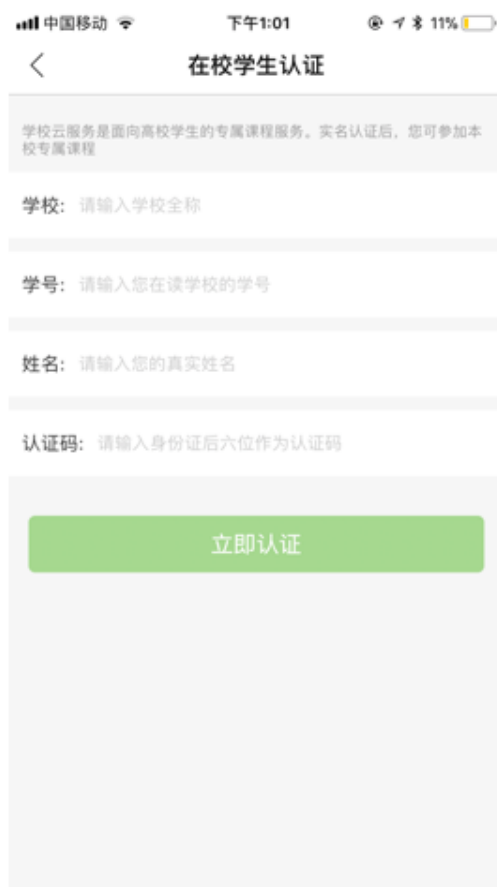 中国移动 下午1:01 11%
在校学生认证
学校云服务是面向高校学生的专属课程服务。实名认证后，您可参加本
校专属课程
学校: 请输入学校全称
学号: 请输入您在读学校的学号
姓名: 请输入您的真实姓名
认证码: 请输入身份证后六位作为认证码
立即认证